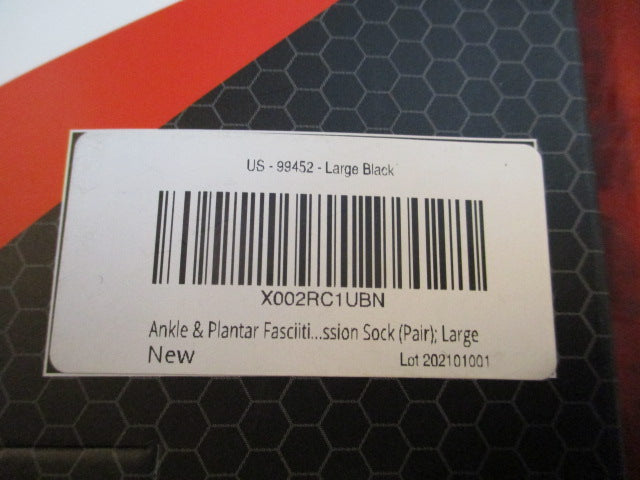 US - 99452 - Large Black
X002RC1UBN
Ankle & Plantar Fasciiti...ssion Sock (Pair); Large
New
Lot 202101001